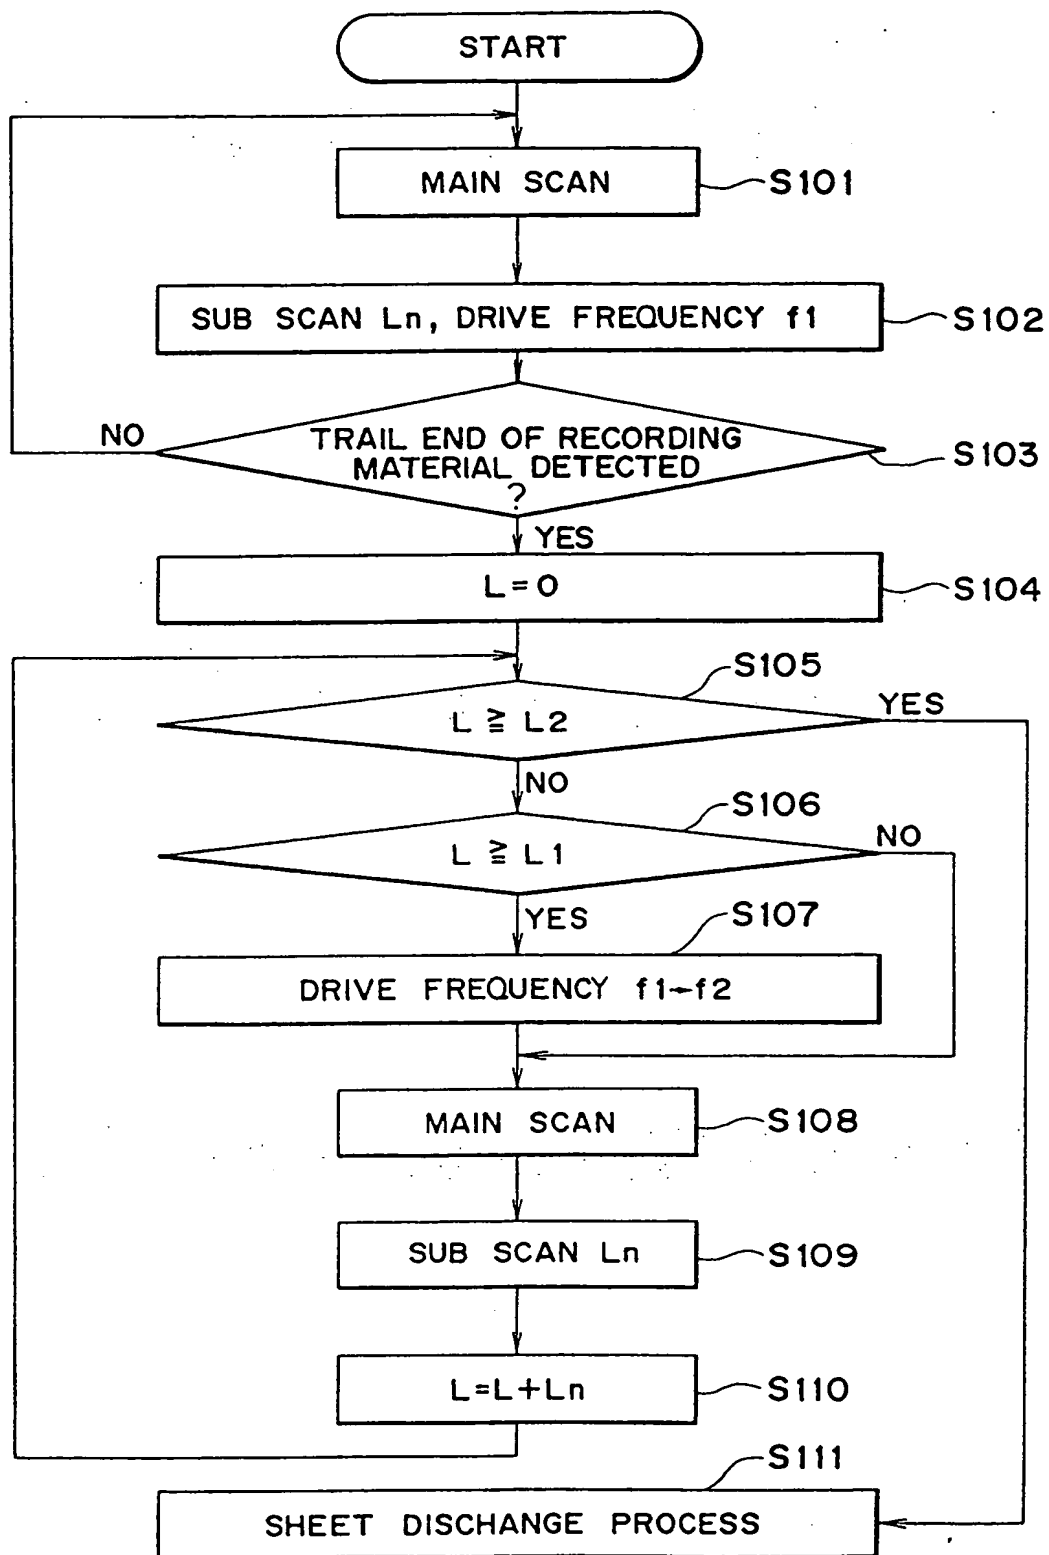 START
MAIN SCAN
S101
SUB SCAN Ln, DRIVE FREQUENCY f1
S102
NO
TRAIL END OF RECORDING
MATERIAL DETECTED
?
S103
YES
L=0
S104
S105
L ≧ L2
YES
NO
S106
L ≧ L1
NO
YES
S107
DRIVE FREQUENCY f1→f2
MAIN SCAN
S108
SUB SCAN Ln
S109
L=L+Ln
S110
S111
SHEET DISCHANGE PROCESS